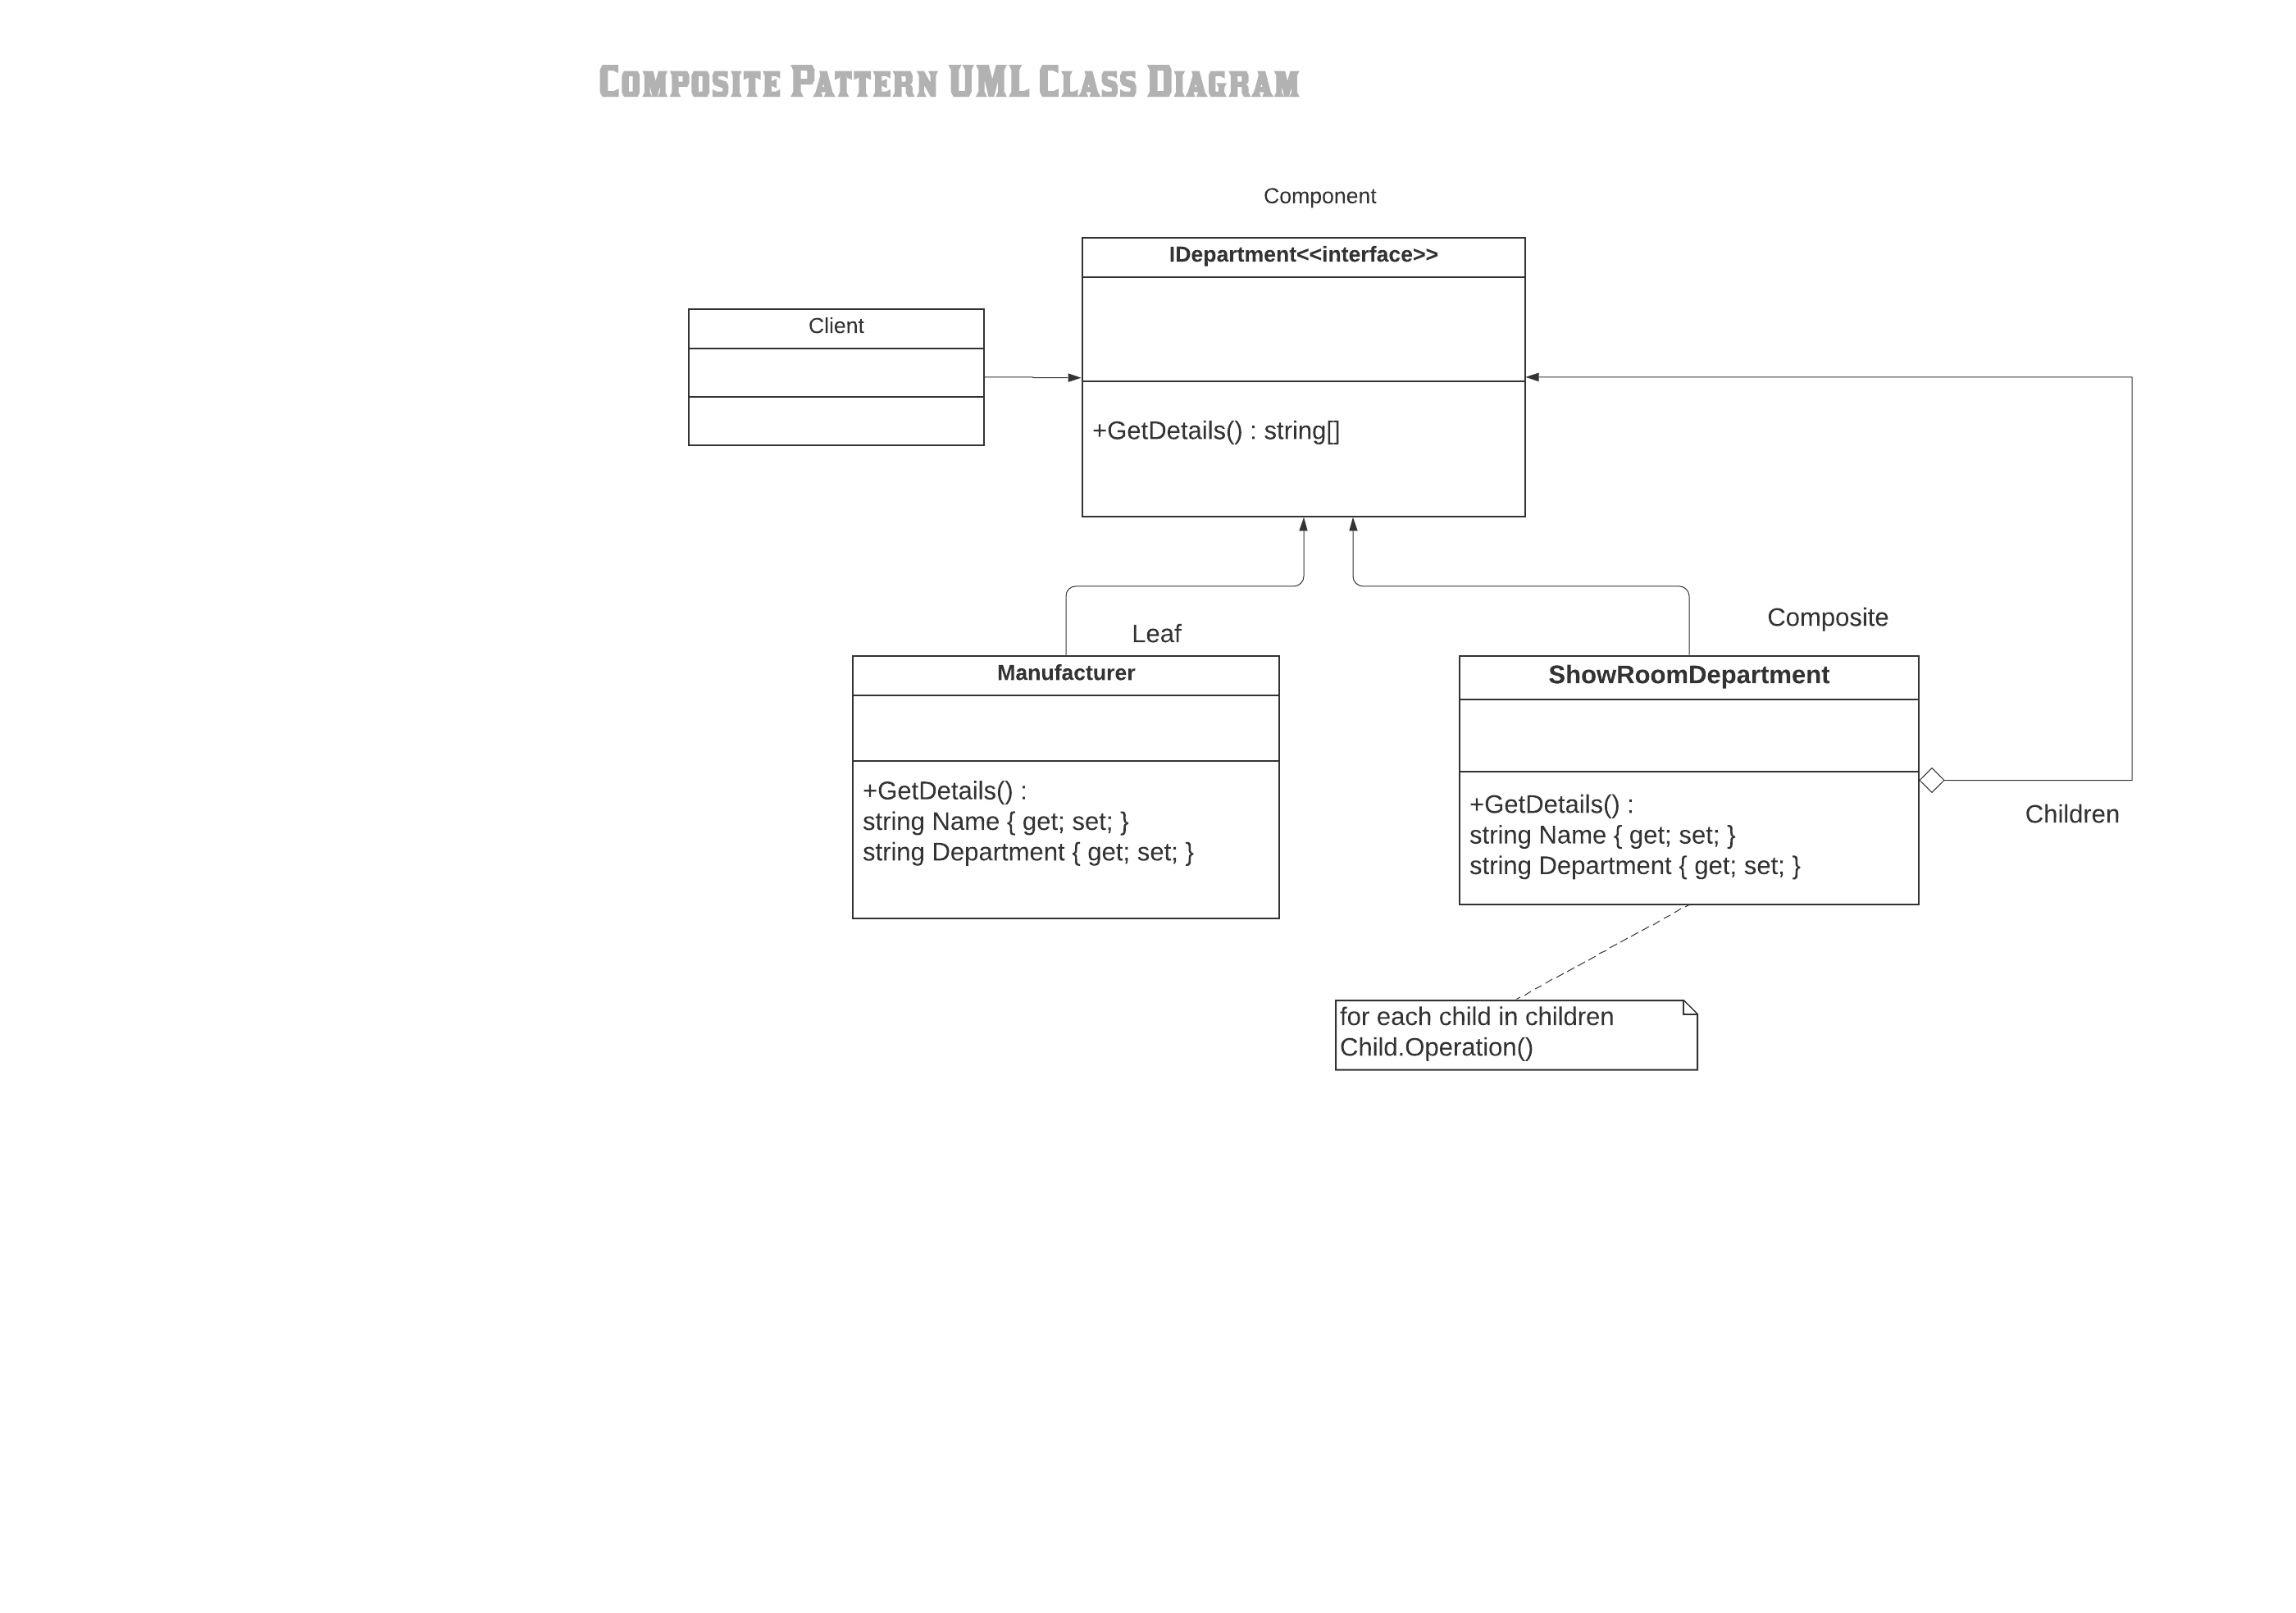 Composite Pattern UML Class Diagram
Component
IDepartment<<interface>>
Client
+GetDetails() : string[]
Leaf
Composite
Manufacturer
+GetDetails() :
string Name { get; set; }
string Department { get; set; }
ShowRoomDepartment
+GetDetails() :
string Name { get; set; }
string Department { get; set; }
Children
for each child in children
Child.Operation()